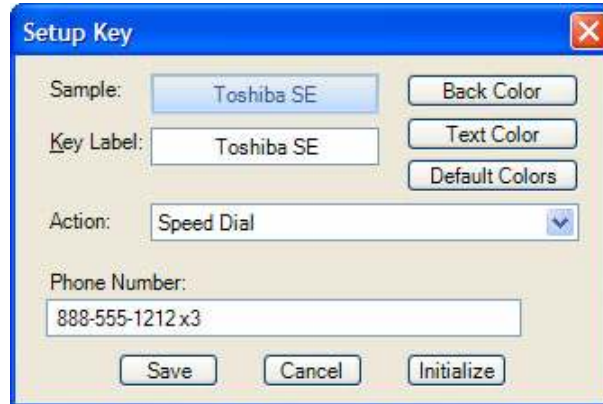 Setup Key
Sample: Toshiba SE Back Color
Key Label: Toshiba SE Text Color
Default Colors
Action: Speed Dial
Phone Number:
888-555-1212 x3
Save Cancel Initialize